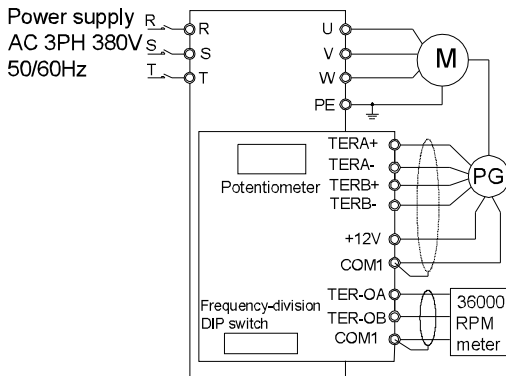 Power supply
AC 3PH 380V
50/60Hz
R R
S S
T T
U
V
W
PE
M
TERA+
TERA-
TERB+
TERB-
+12V
COM1
PG
Potentiometer
Frequency-division
DIP switch
TER-OA
TER-OB
COM1
36000
RPM
meter